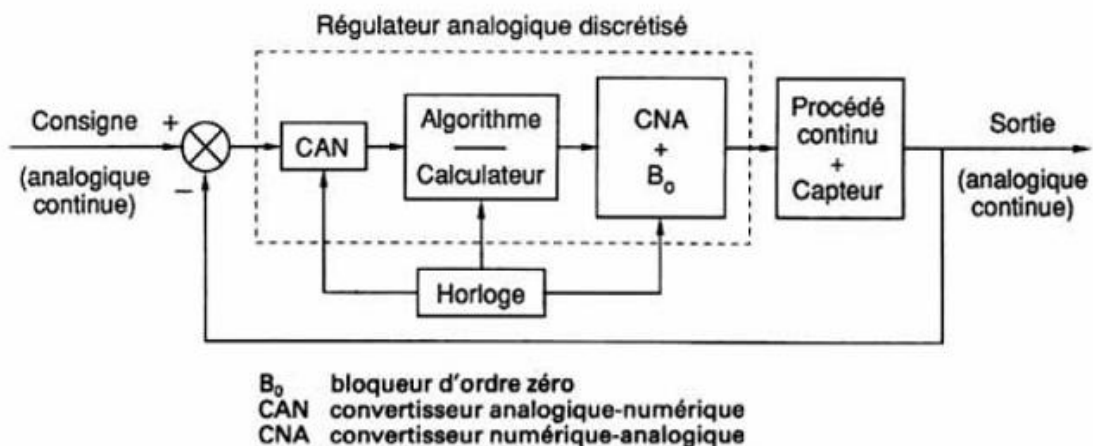 Régulateur analogique discrétisé
Consigne
+
(analogique
continue)
−
CAN
Algorithme
Calculateur
CNA
+
B₀
Procédé
continu
+
Capteur
Sortie
(analogique
continue)
Horloge
B₀ bloqueur d'ordre zéro
CAN convertisseur analogique-numérique
CNA convertisseur numérique-analogique